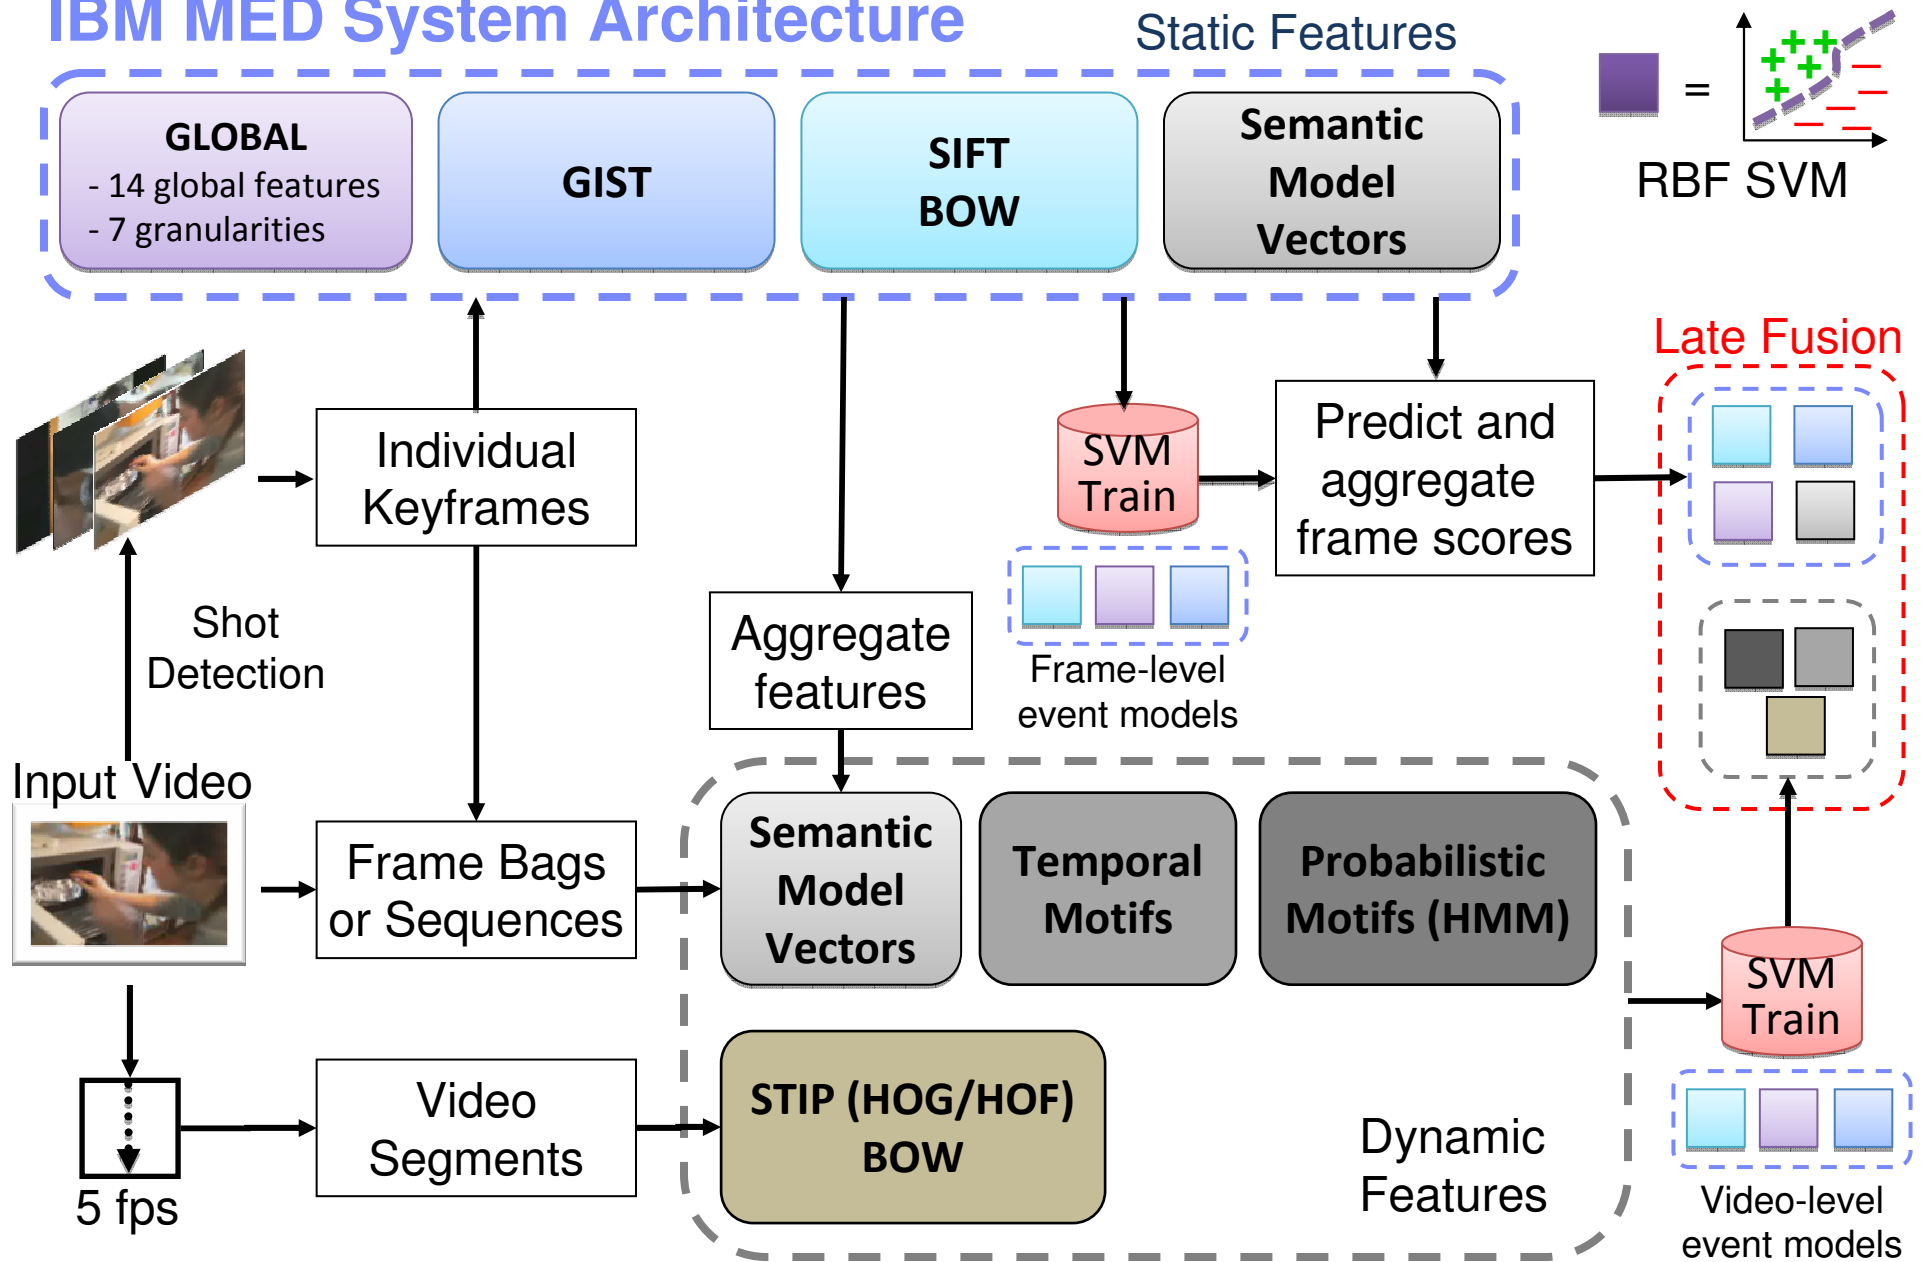 IBM MED System Architecture
Static Features
GLOBAL
- 14 global features
- 7 granularities
GIST
SIFT
BOW
Semantic
Model
Vectors
=
RBF SVM
Late Fusion
Individual
Keyframes
SVM
Train
Predict and
aggregate
frame scores
Shot
Detection
Aggregate
features
Frame-level
event models
Input Video
Frame Bags
or Sequences
Semantic
Model
Vectors
Temporal
Motifs
Probabilistic
Motifs (HMM)
SVM
Train
5 fps
Video
Segments
STIP (HOG/HOF)
BOW
Dynamic
Features
Video-level
event models